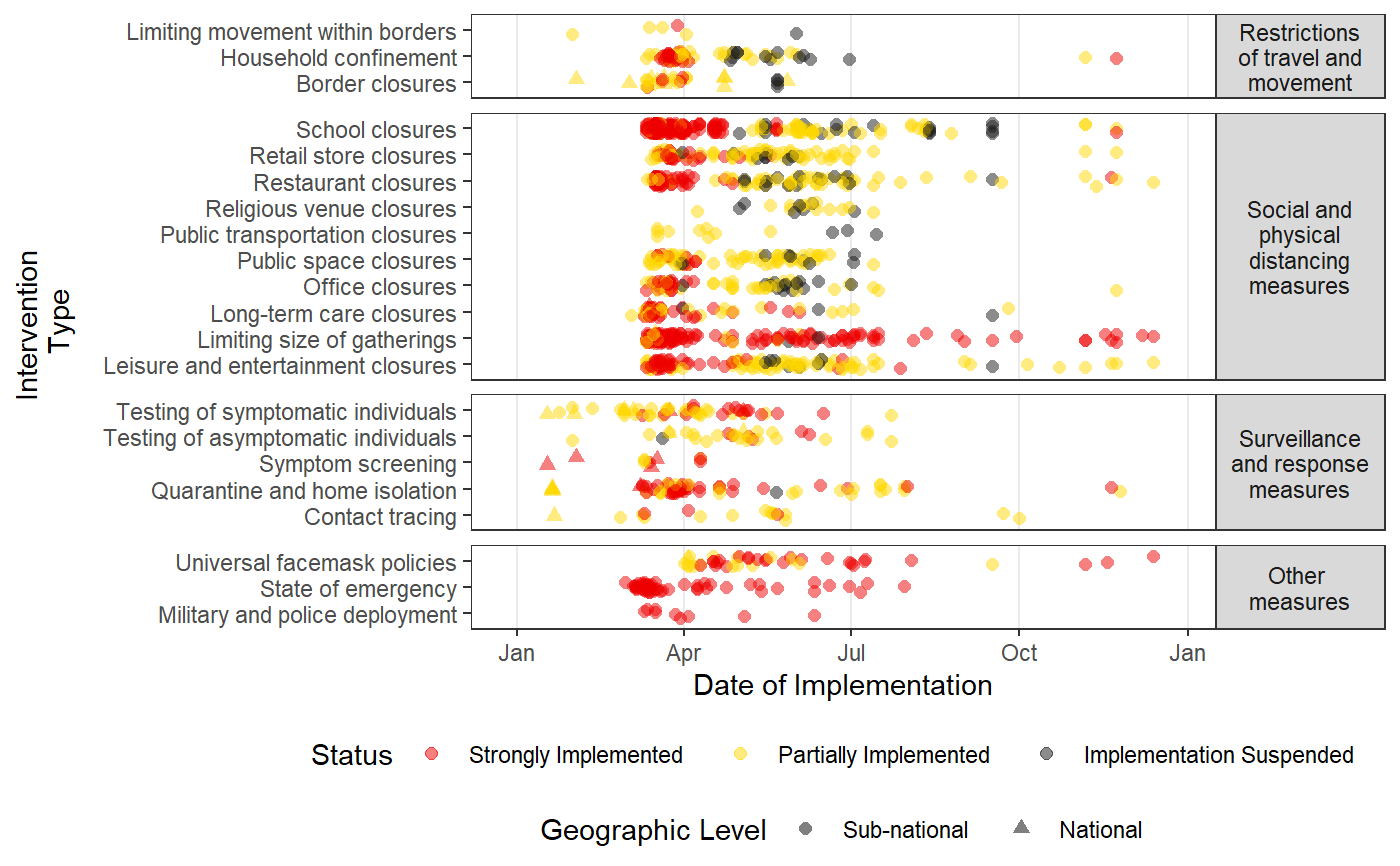 Limiting movement within borders
Household confinement
Border closures
Restrictions
of travel and
movement
School closures
Retail store closures
Restaurant closures
Religious venue closures
Public transportation closures
Public space closures
Office closures
Long-term care closures
Limiting size of gatherings
Leisure and entertainment closures
Social and
physical
distancing
measures
Testing of symptomatic individuals
Testing of asymptomatic individuals
Symptom screening
Quarantine and home isolation
Contact tracing
Surveillance
and response
measures
Universal facemask policies
State of emergency
Military and police deployment
Other
measures
Intervention
Type
Jan Apr Jul Oct Jan
Date of Implementation
Status Strongly Implemented Partially Implemented Implementation Suspended
Geographic Level Sub-national National